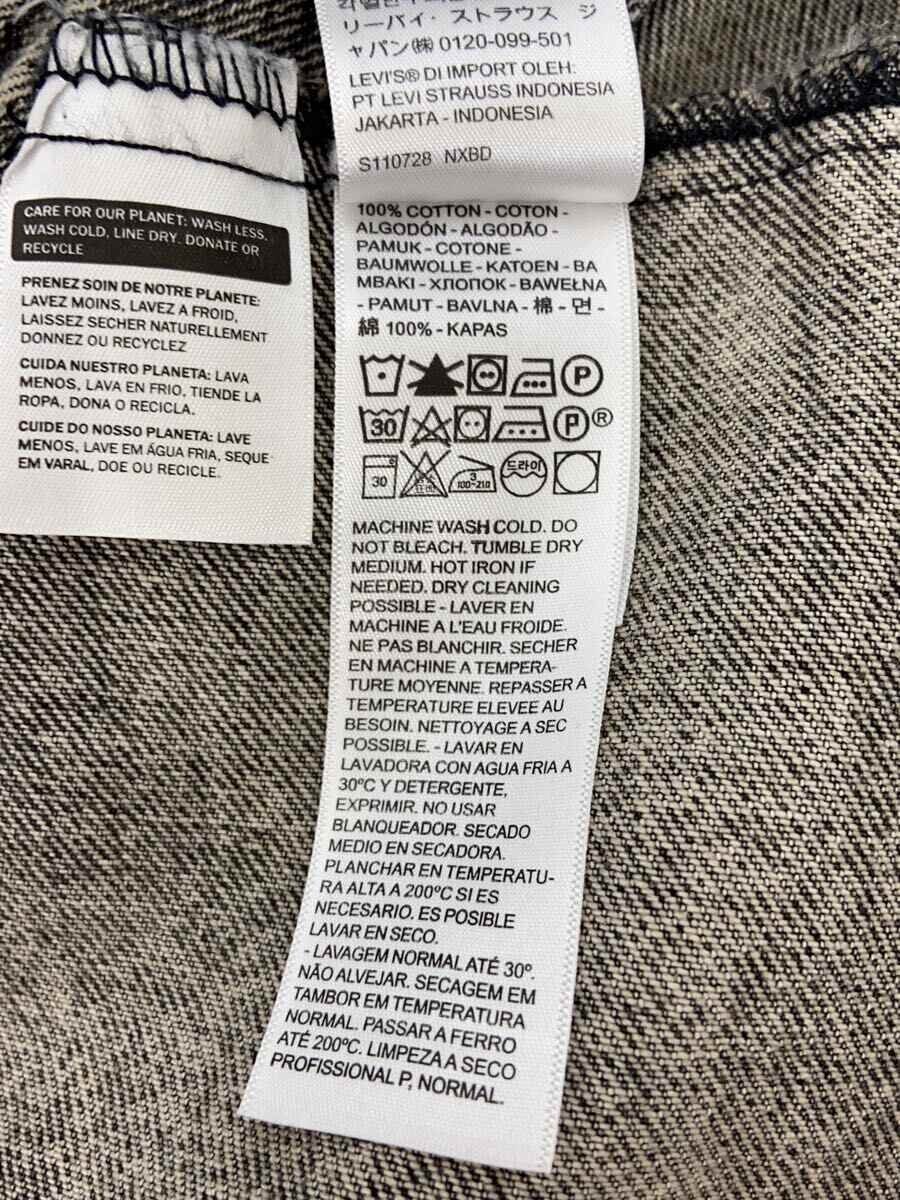 CARE FOR OUR PLANET: WASH LESS,
WASH COLD, LINE DRY. DONATE OR
RECYCLE
PRENEZ SOIN DE NOTRE PLANETE:
LAVEZ MOINS, LAVEZ A FROID,
LAISSEZ SECHER NATURELLEMENT
DONNEZ OU RECYCLEZ
CUIDA NUESTRO PLANETA: LAVA
MENOS, LAVA EN FRIO, TIENDE LA
ROPA, DONA O RECICLA.
CUIDE DO NOSSO PLANETA: LAVE
MENOS, LAVE EM ÁGUA FRIA, SEQUE
EM VARAL, DOE OU RECICLE.
リーバイ・ストラウス ジ
ャパン㈱ 0120-099-501
LEVI'S® DI IMPORT OLEH:
PT LEVI STRAUSS INDONESIA
JAKARTA - INDONESIA
S110728 NXBD
100% COTTON - COTON -
ALGODÓN - ALGODÃO -
PAMUK - COTONE -
BAUMWOLLE - KATOEN - BA
MBAKI - ХЛОПОК - BAWEŁNA
- PAMUT - BAVLNA - 棉 - 면 -
綿 100% - KAPAS
P
30 P ®
30 3 100~210 드라이
MACHINE WASH COLD. DO
NOT BLEACH. TUMBLE DRY
MEDIUM. HOT IRON IF
NEEDED. DRY CLEANING
POSSIBLE - LAVER EN
MACHINE A L'EAU FROIDE.
NE PAS BLANCHIR. SECHER
EN MACHINE A TEMPERA-
TURE MOYENNE. REPASSER A
TEMPERATURE ELEVEE AU
BESOIN. NETTOYAGE A SEC
POSSIBLE. - LAVAR EN
LAVADORA CON AGUA FRIA A
30ºC Y DETERGENTE,
EXPRIMIR. NO USAR
BLANQUEADOR. SECADO
MEDIO EN SECADORA.
PLANCHAR EN TEMPERATU-
RA ALTA A 200ºC SI ES
NECESARIO. ES POSIBLE
LAVAR EN SECO.
- LAVAGEM NORMAL ATÉ 30º.
NÃO ALVEJAR. SECAGEM EM
TAMBOR EM TEMPERATURA
NORMAL. PASSAR A FERRO
ATÉ 200ºC. LIMPEZA A SECO
PROFISSIONAL P, NORMAL.